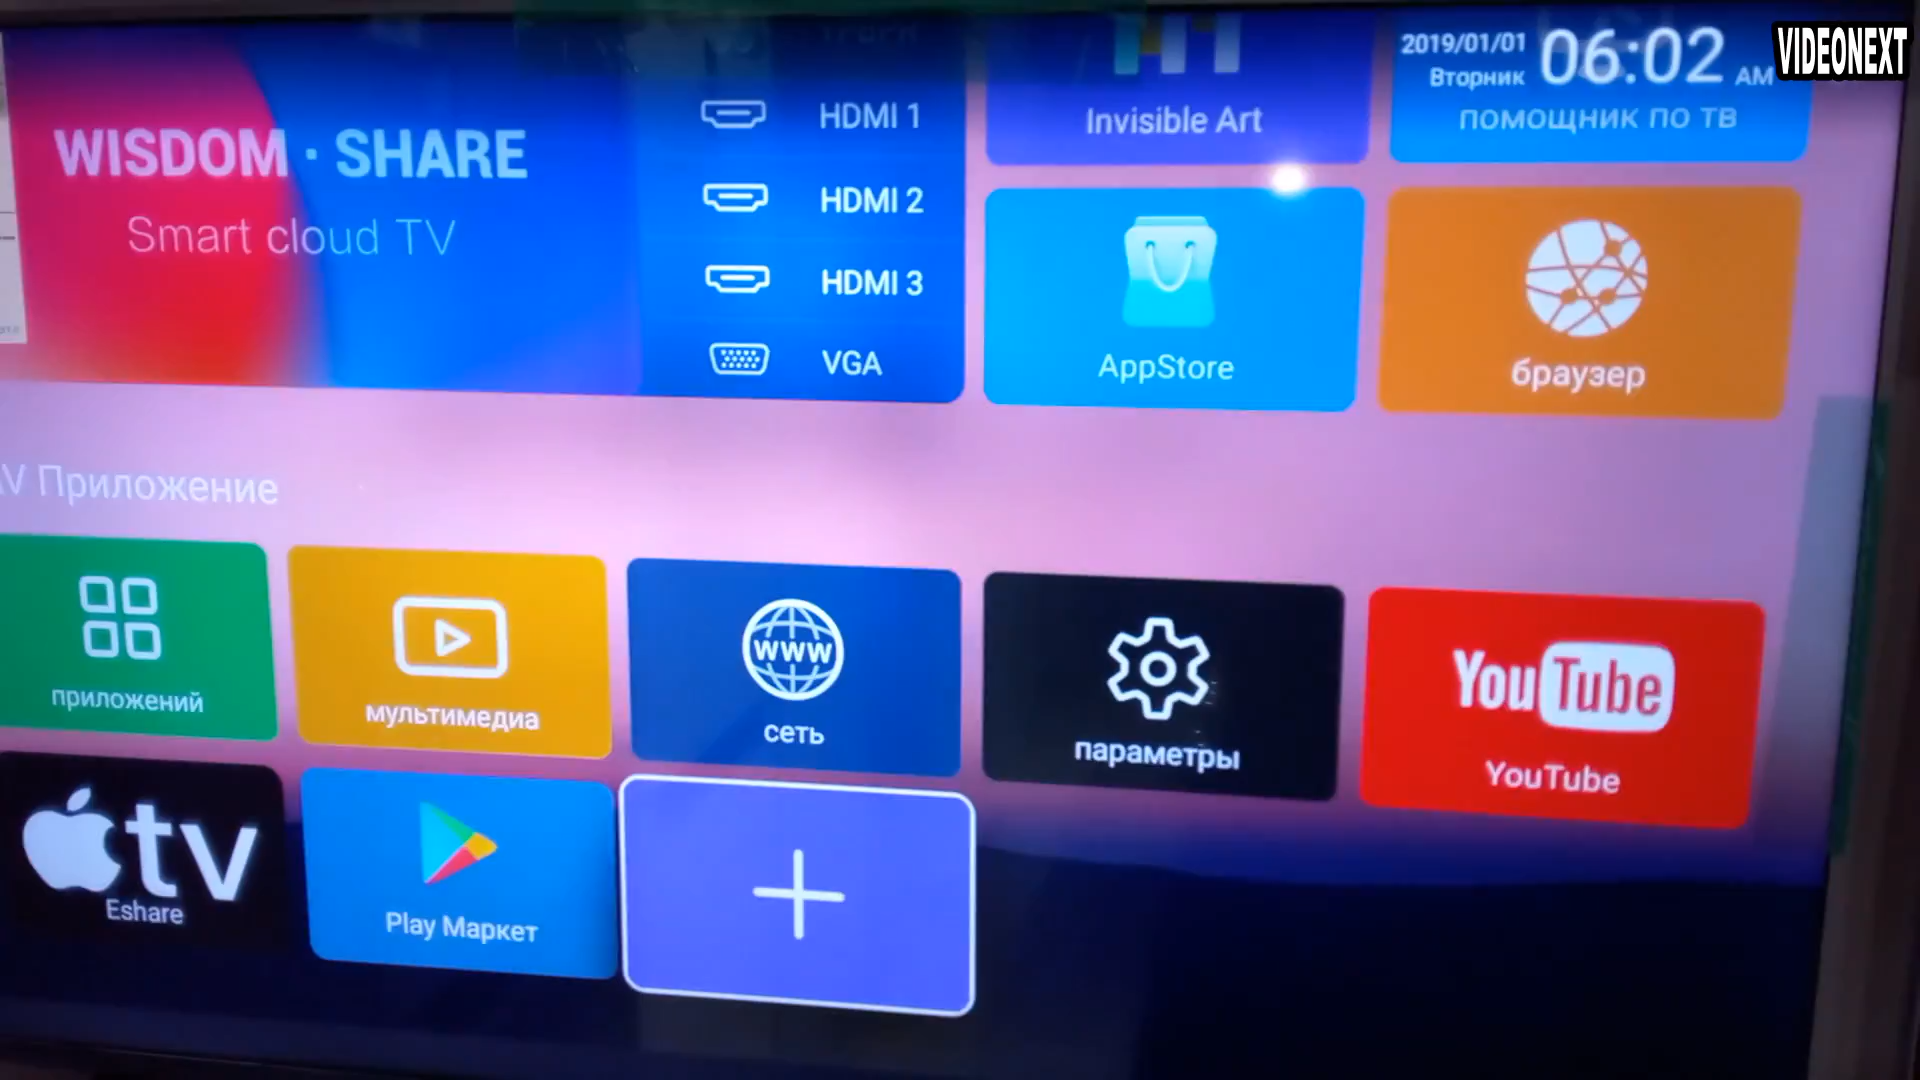 VIDEONEXT
2019/01/01
Вторник
06:02 AM
помощник по тв
WISDOM · SHARE
Smart cloud TV
HDMI 1
HDMI 2
HDMI 3
VGA
Invisible Art
AppStore
браузер
Приложение
приложений
мультимедиа
www
сеть
параметры
YouTube
YouTube
tv
Eshare
Play Маркет